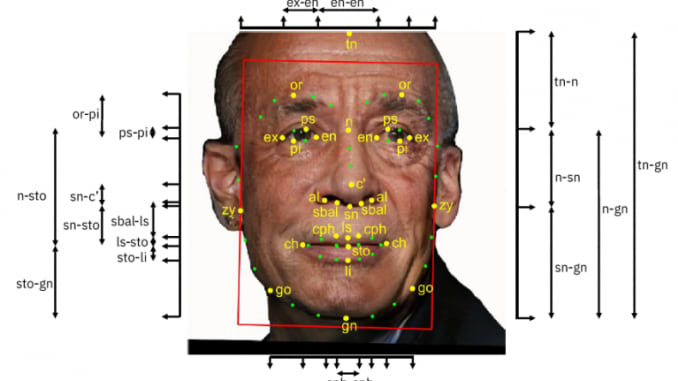 ex-en en-en
tn
or or
ps ps
n
ex en en ex
pi pi
c'
al al
sbal sn sbal
zy zy
ls
cph cph
ch ch
sto
li
go go
gn
or-pi
ps-pi
n-sto
sn-c'
sn-sto
sbal-ls
ls-sto
sto-li
sto-gn
tn-n
n-sn
sn-gn
n-gn
tn-gn